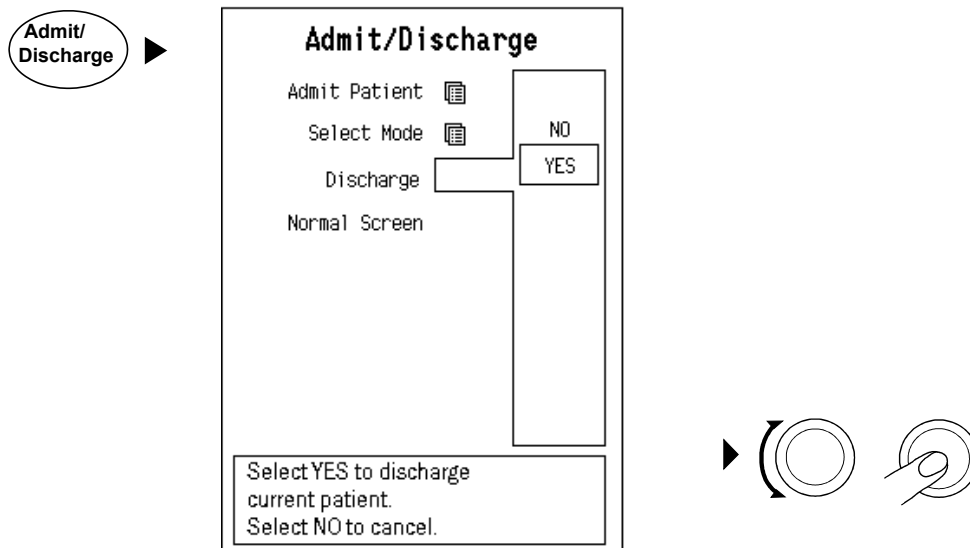 Admit/
Discharge
Admit/Discharge
Admit Patient
Select Mode
NO
YES
Discharge
Normal Screen
Select YES to discharge
current patient.
Select NO to cancel.